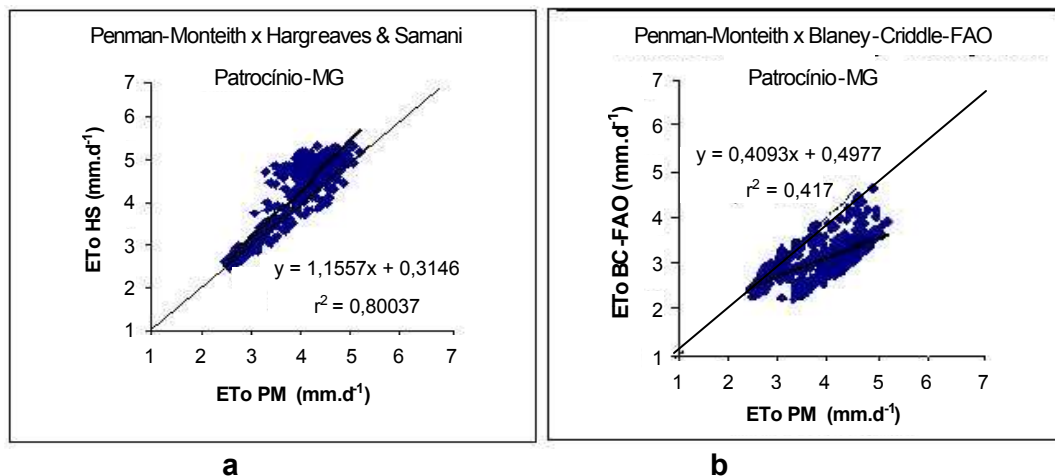 Penman-Monteith x Hargreaves & Samani
Patrocínio-MG
7
6
5
4
3
2
1
ETo HS (mm.d⁻¹)
y = 1,1557x + 0,3146
r² = 0,80037
1 2 3 4 5 6 7
ETo PM (mm.d⁻¹)
a
Penman-Monteith x Blaney-Criddle-FAO
Patrocínio-MG
7
6
5
4
3
2
1
ETo BC-FAO (mm.d⁻¹)
y = 0,4093x + 0,4977
r² = 0,417
1 2 3 4 5 6 7
ETo PM (mm.d⁻¹)
b